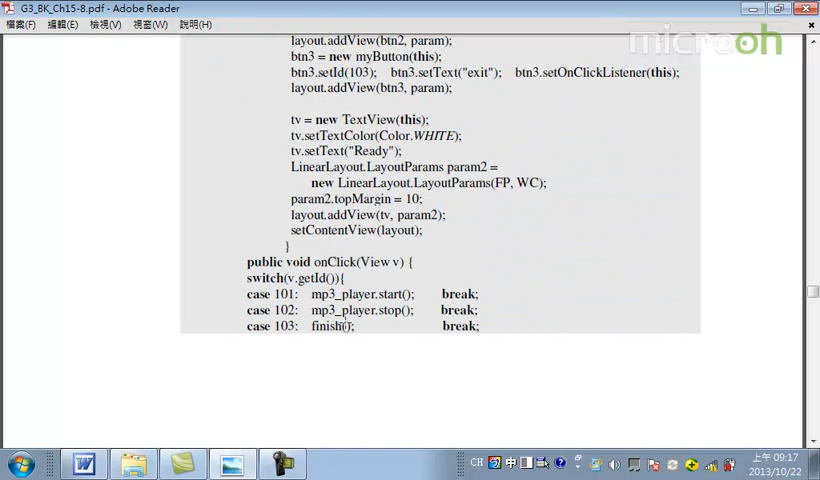 G3_BK_Ch15-8.pdf - Adobe Reader
檔案(F) 編輯(E) 檢視(V) 視窗(W) 說明(H)
microoh
layout.addView(btn2, param);
btn3 = new myButton(this);
btn3.setId(103); btn3.setText("exit"); btn3.setOnClickListener(this);
layout.addView(btn3, param);
tv = new TextView(this);
tv.setTextColor(Color.WHITE);
tv.setText("Ready");
LinearLayout.LayoutParams param2 =
new LinearLayout.LayoutParams(FP, WC);
param2.topMargin = 10;
layout.addView(tv, param2);
setContentView(layout);
}
public void onClick(View v) {
switch(v.getId()){
case 101: mp3_player.start(); break;
case 102: mp3_player.stop(); break;
case 103: finish(); break;
CH 中 上午 09:17
2013/10/22